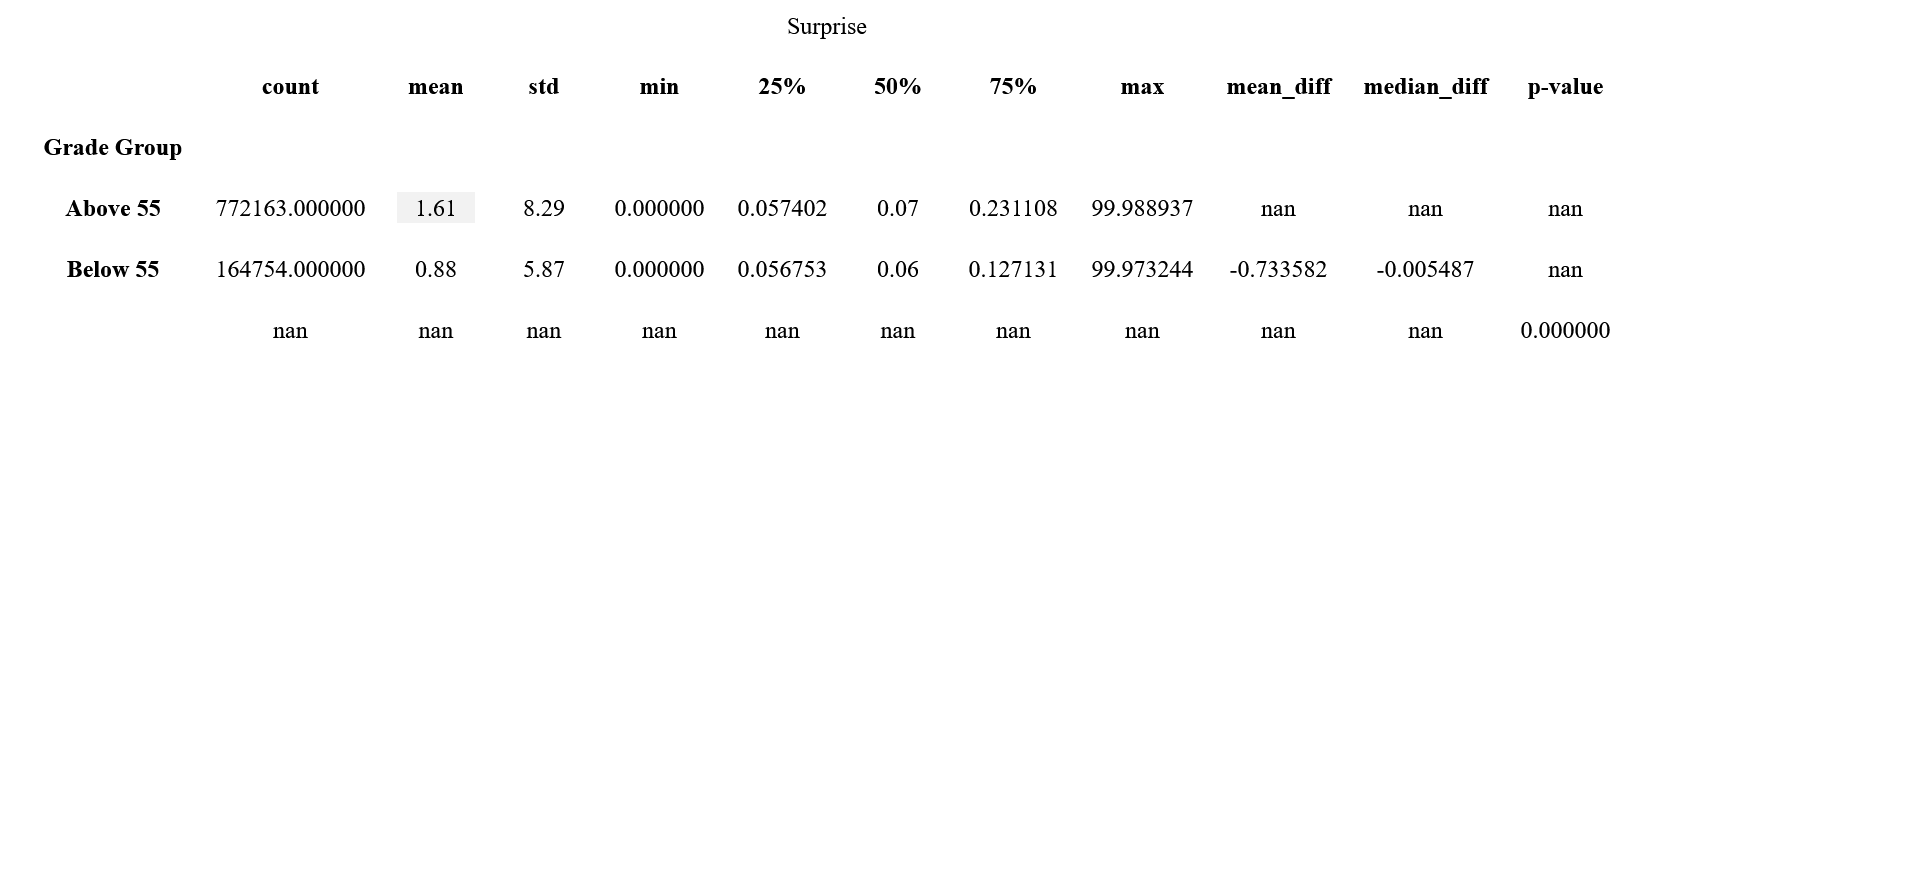 Surprise
count mean std min 25% 50% 75% max mean_diff median_diff p-value
Grade Group
Above 55 772163.000000 1.61 8.29 0.000000 0.057402 0.07 0.231108 99.988937 nan nan nan
Below 55 164754.000000 0.88 5.87 0.000000 0.056753 0.06 0.127131 99.973244 -0.733582 -0.005487 nan
nan nan nan nan nan nan nan nan nan nan 0.000000